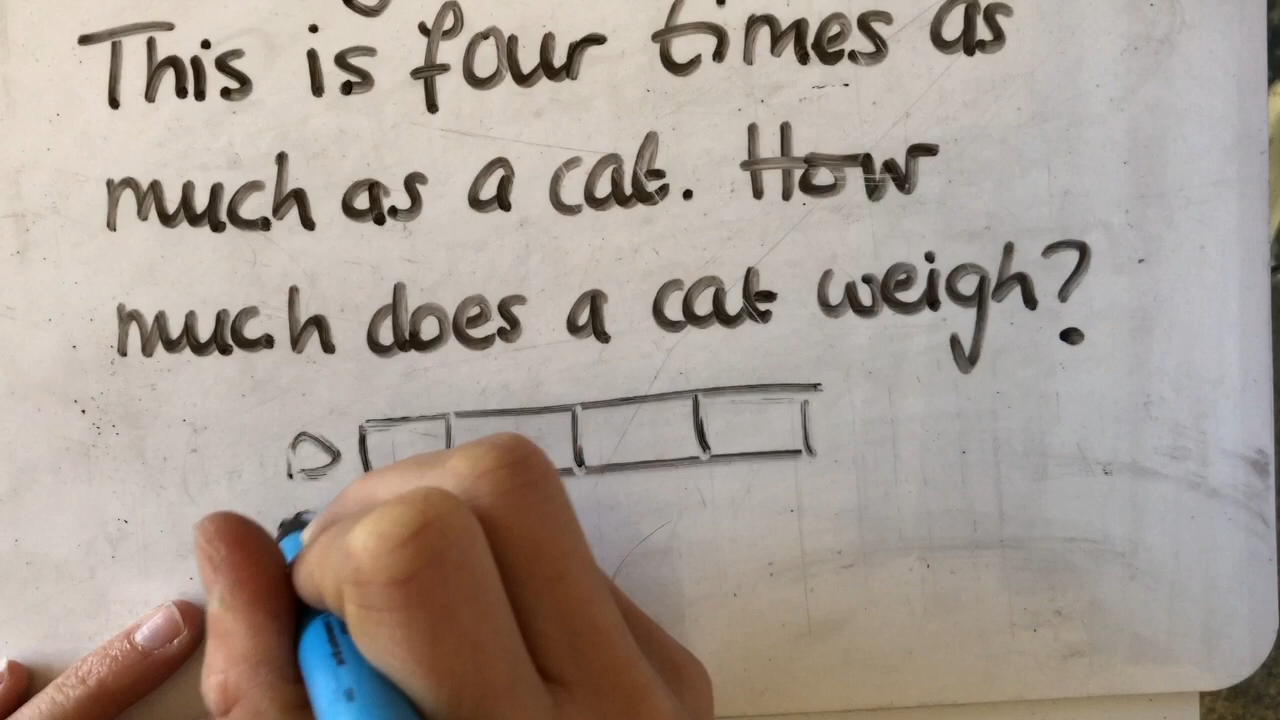 This is four times as
much as a cat. How
much does a cat weigh?
D